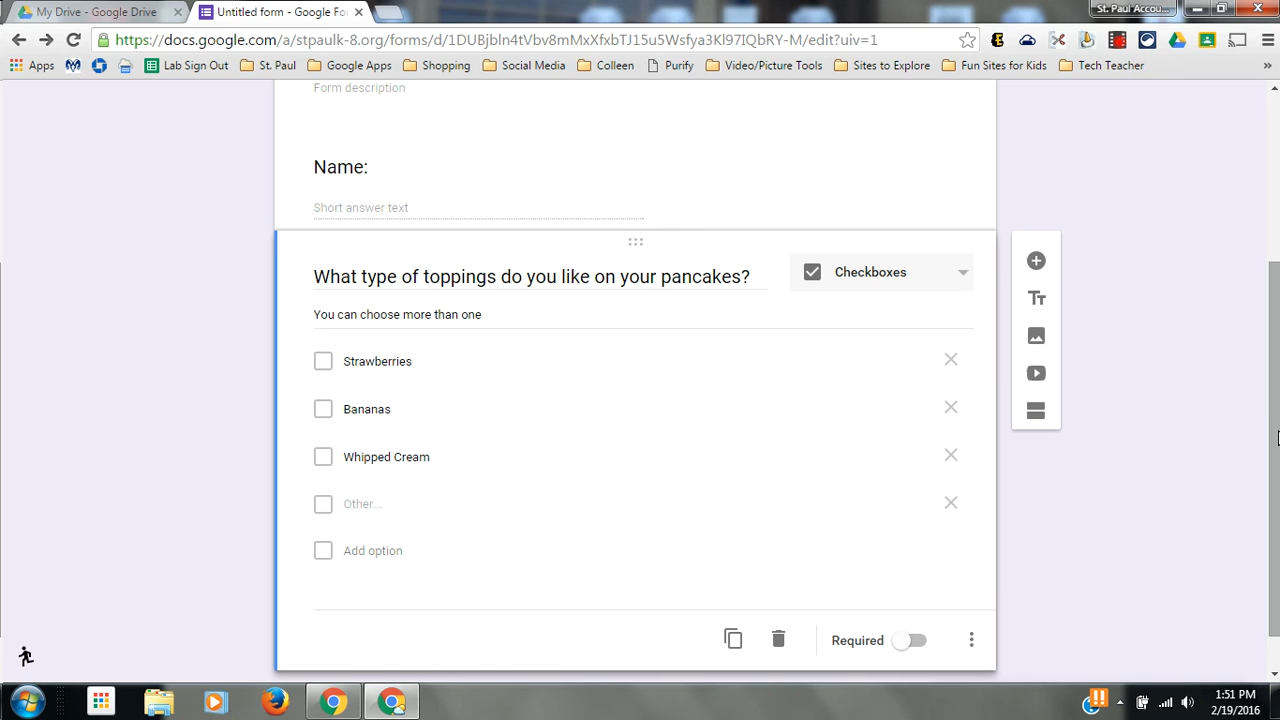 My Drive - Google Drive
Untitled form - Google Fo
St. Paul Accou...
https://docs.google.com/a/stpaulk-8.org/forms/d/1DUBjbln4tVbv8mMxXfxbTJ15u5Wsfya3Kl97IQbRY-M/edit?uiv=1
Apps
Lab Sign Out
St. Paul
Google Apps
Shopping
Social Media
Colleen
Purify
Video/Picture Tools
Sites to Explore
Fun Sites for Kids
Tech Teacher
»
Form description
Name:
Short answer text
What type of toppings do you like on your pancakes?
Checkboxes
You can choose more than one
Strawberries
Bananas
Whipped Cream
Other...
Add option
Required
1:51 PM
2/19/2016